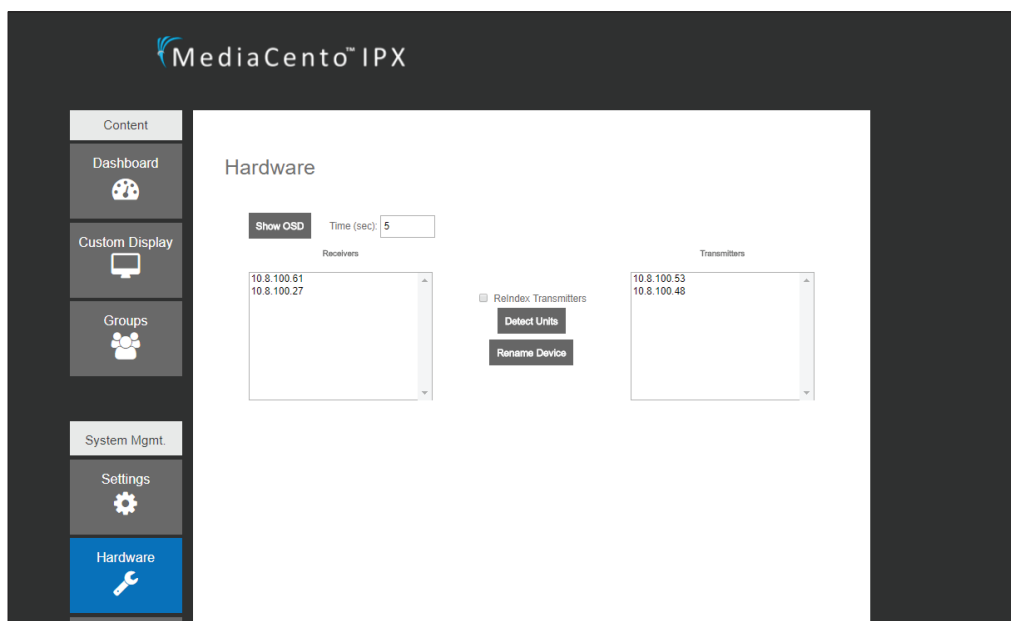 MediaCento™ IPX
Content
Dashboard
Custom Display
Groups
System Mgmt.
Settings
Hardware
Hardware
Show OSD Time (sec): 5
Receivers
10.8.100.61
10.8.100.27
ReIndex Transmitters
Detect Units
Rename Device
Transmitters
10.8.100.53
10.8.100.48